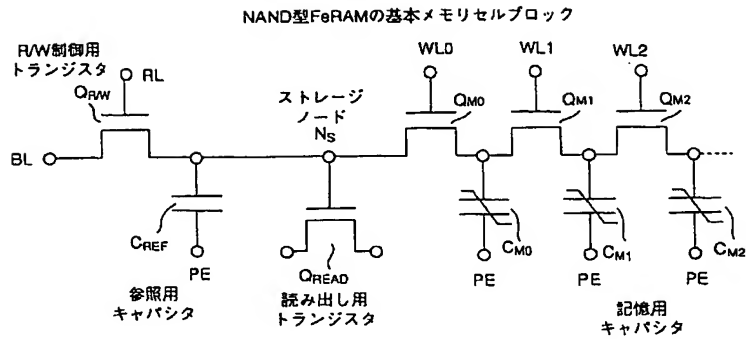 NAND型FeRAMの基本メモリセルブロック
R/W制御用
トランジスタ
RL
QR/W
BL
CREF
PE
参照用
キャパシタ
ストレージ
ノード
NS
QREAD
読み出し用
トランジスタ
WL0
QM0
WL1
QM1
WL2
QM2
CM0
PE
CM1
PE
CM2
PE
記憶用
キャパシタ